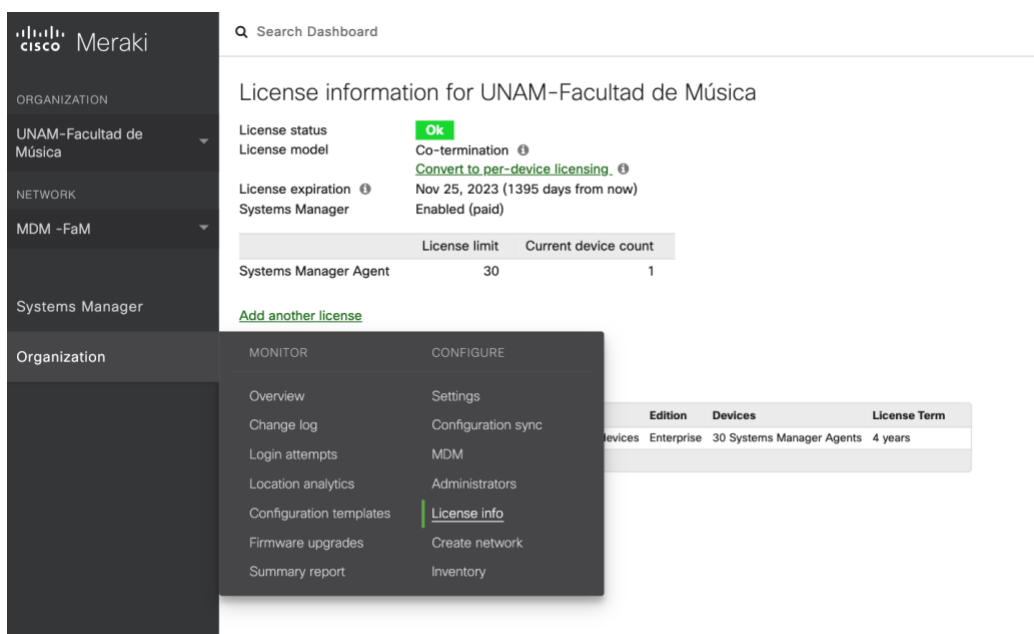 cisco Meraki
ORGANIZATION
UNAM-Facultad de
Música
NETWORK
MDM -FaM
Systems Manager
Organization
Search Dashboard
License information for UNAM-Facultad de Música
License status Ok
License model Co-termination
Convert to per-device licensing
License expiration Nov 25, 2023 (1395 days from now)
Systems Manager Enabled (paid)
License limit Current device count
Systems Manager Agent 30 1
Add another license
MONITOR CONFIGURE
Overview Settings
Change log Configuration sync
Login attempts MDM
Location analytics Administrators
Configuration templates License info
Firmware upgrades Create network
Summary report Inventory
Edition Devices License Term
devices Enterprise 30 Systems Manager Agents 4 years